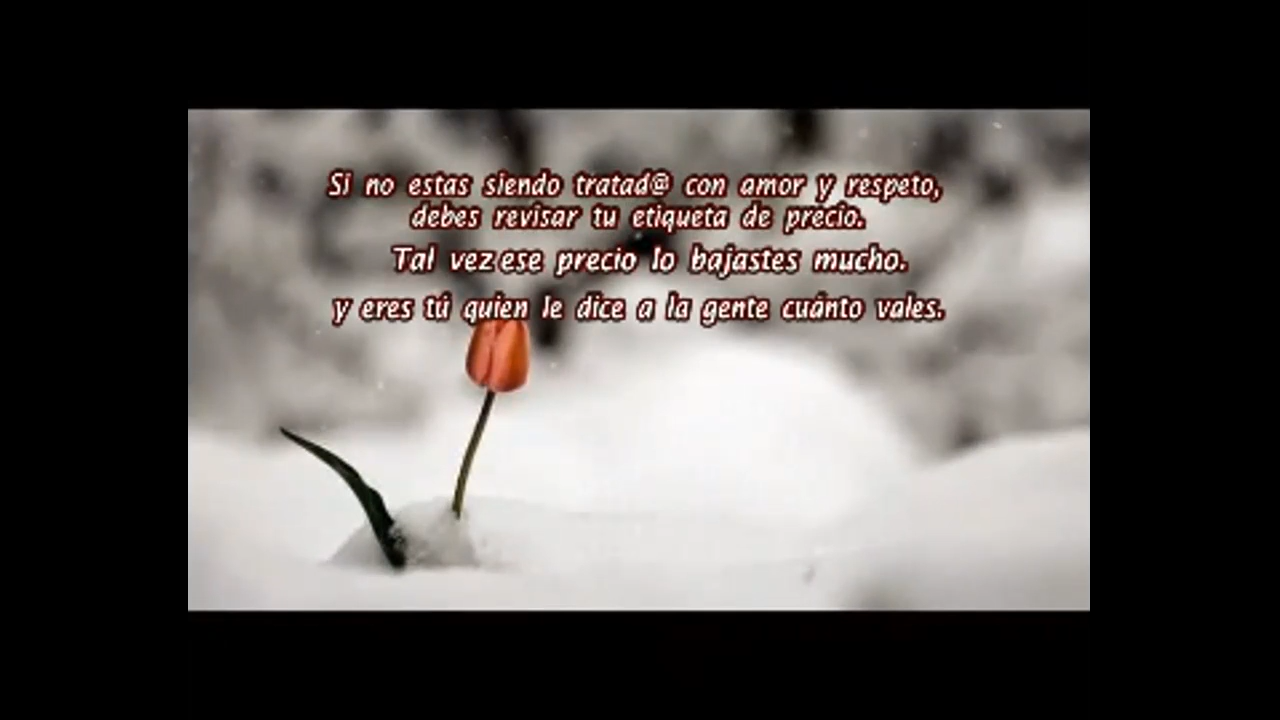 Si no estas siendo tratad@ con amor y respeto,
debes revisar tu etiqueta de precio.
Tal vez ese precio lo bajastes mucho.
y eres tú quien le dice a la gente cuánto vales.